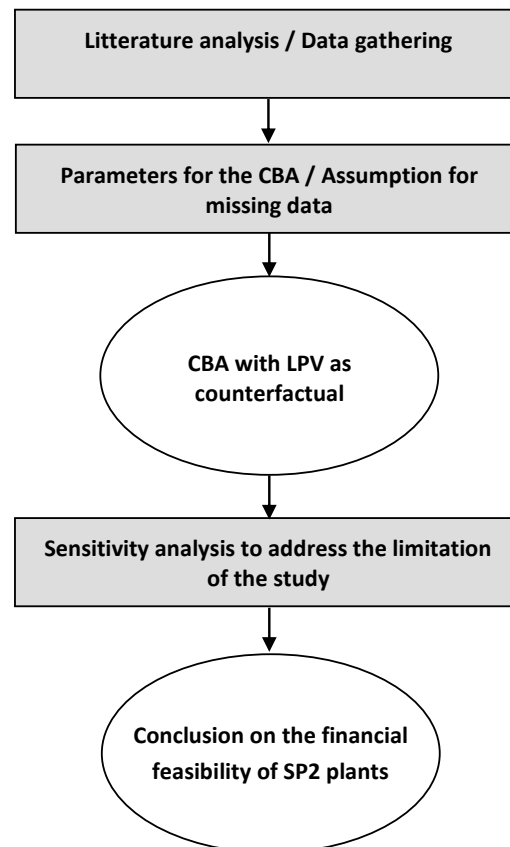 Litterature analysis / Data gathering
Parameters for the CBA / Assumption for
missing data
CBA with LPV as
counterfactual
Sensitivity analysis to address the limitation
of the study
Conclusion on the financial
feasibility of SP2 plants